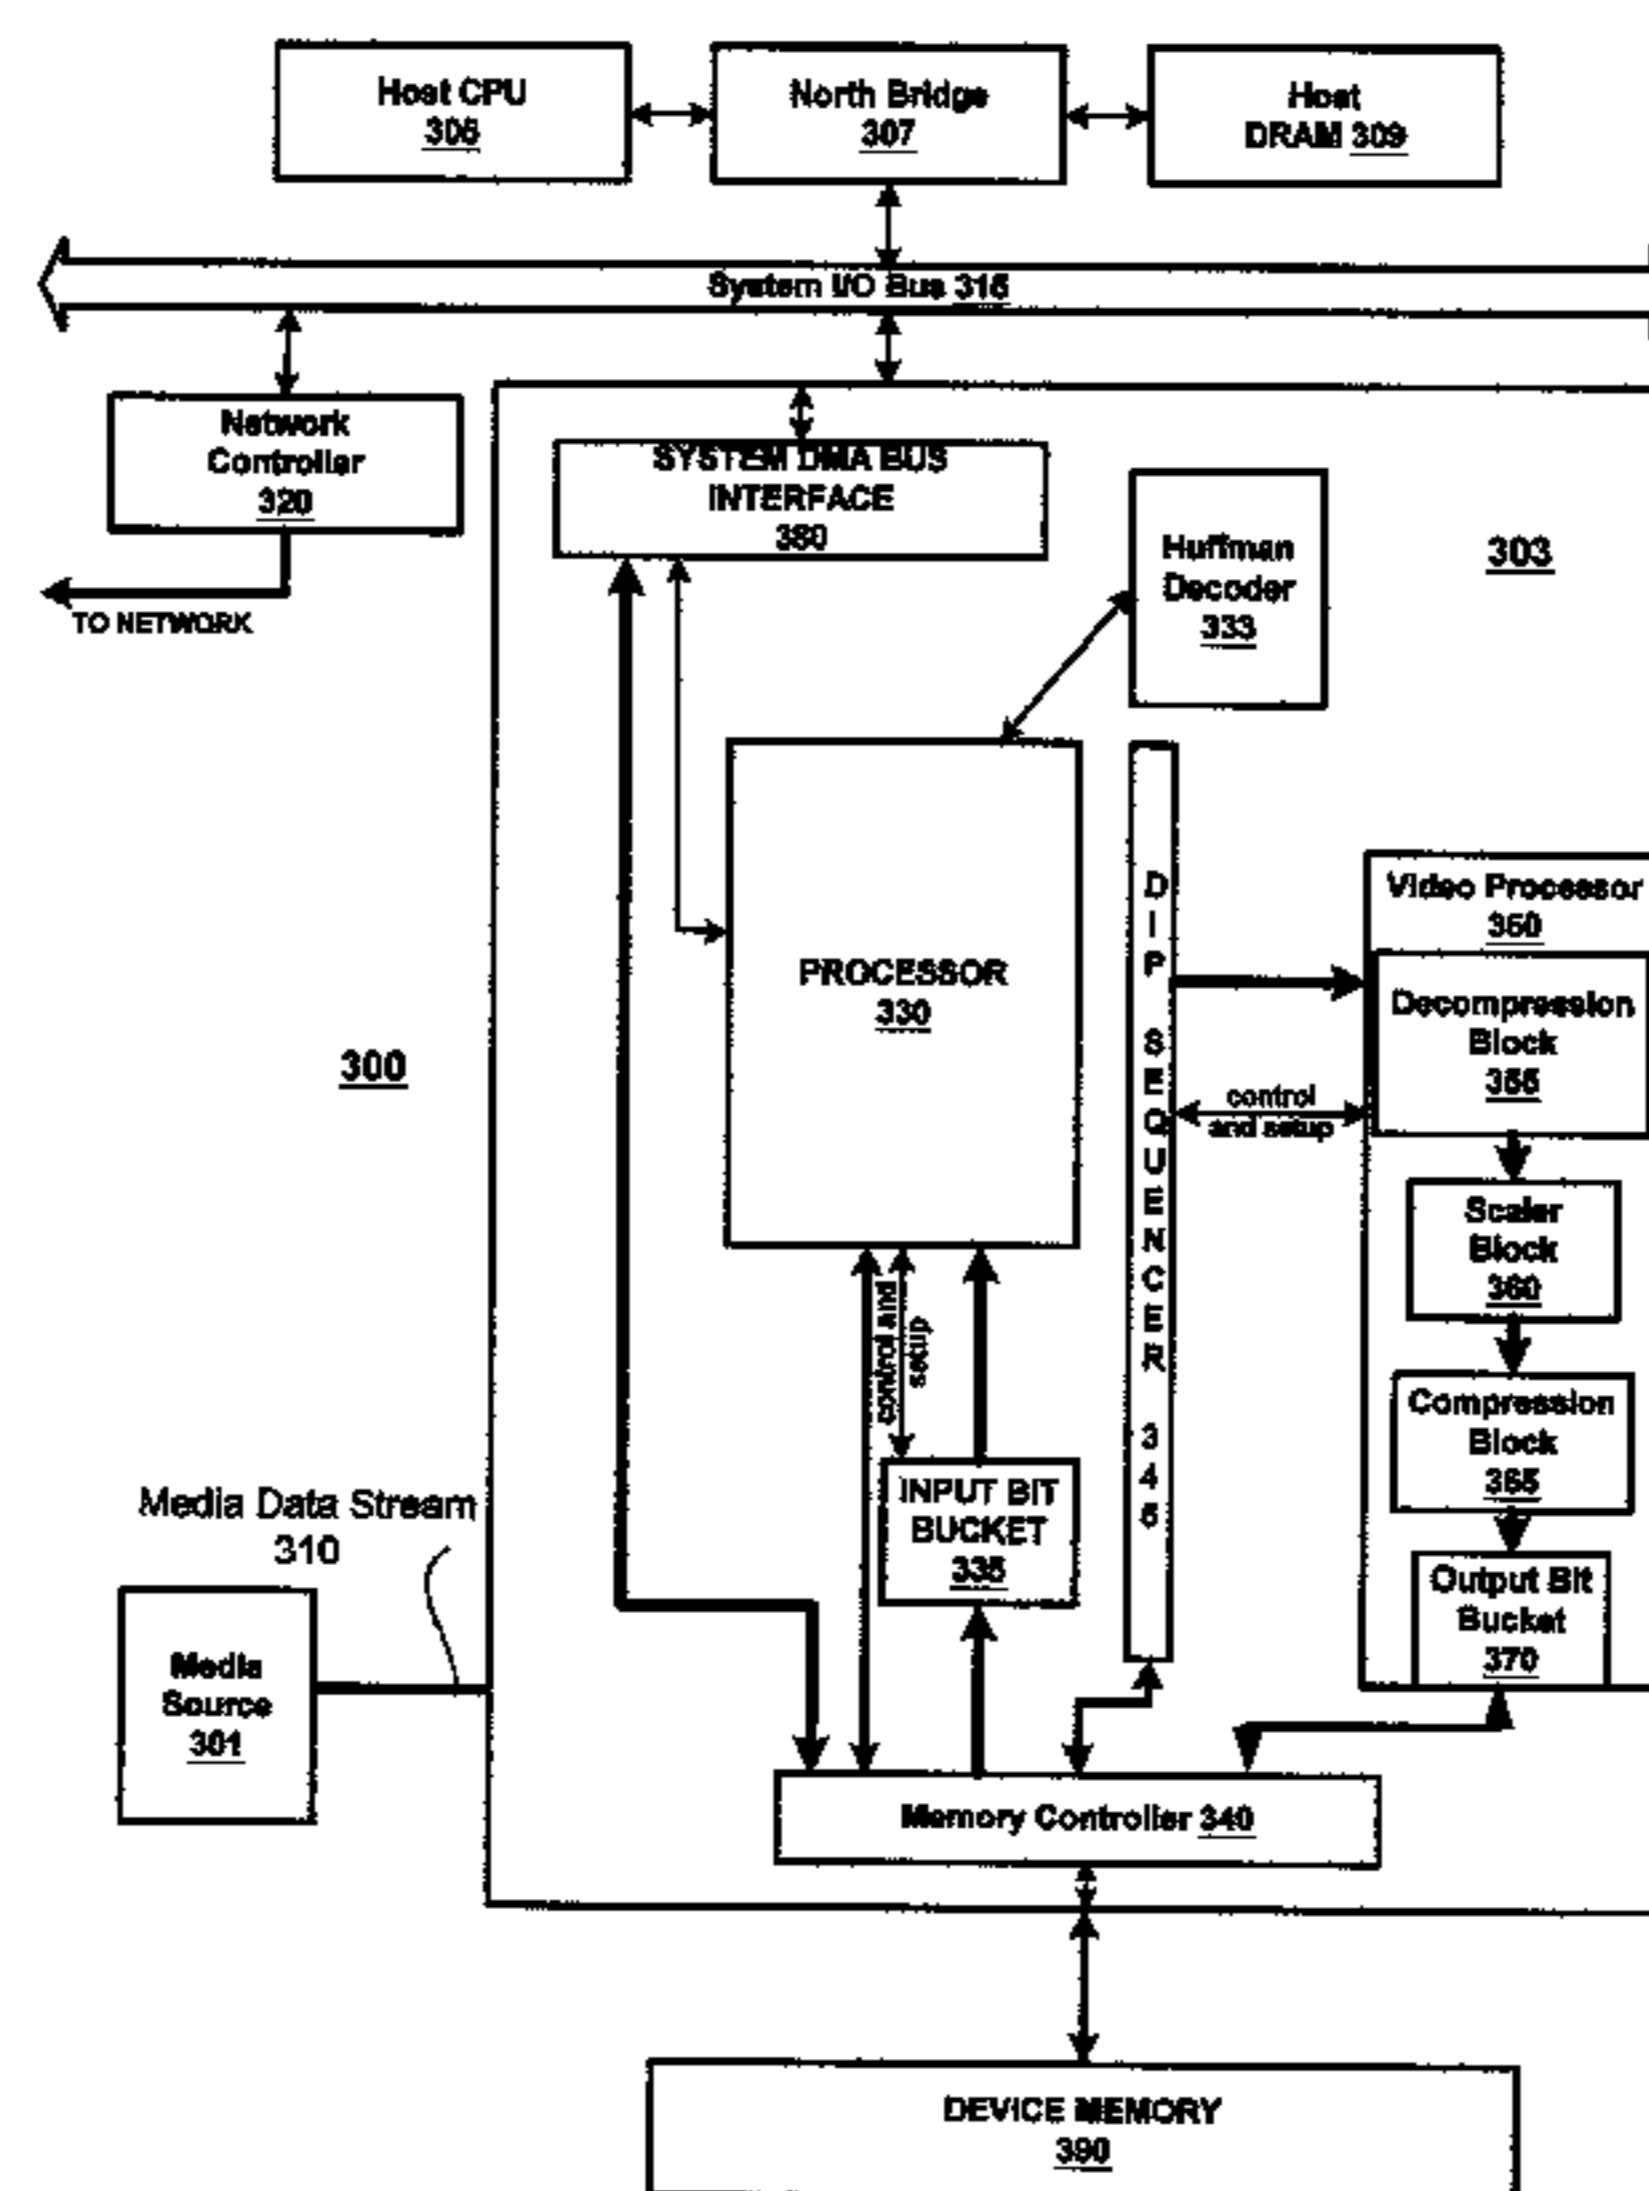 Host CPU
306
North Bridge
307
Host
DRAM 309
System I/O Bus 315
Network
Controller
320
TO NETWORK
SYSTEM DMA BUS
INTERFACE
380
Huffman
Decoder
333
303
PROCESSOR
330
DIP SEQUENCER 345
Video Processor
350
Decompression
Block
355
control
and setup
300
Scaler
Block
360
control and
setup
Compression
Block
365
INPUT BIT
BUCKET
335
Media Data Stream
310
Output Bit
Bucket
370
Media
Source
301
Memory Controller 340
DEVICE MEMORY
390